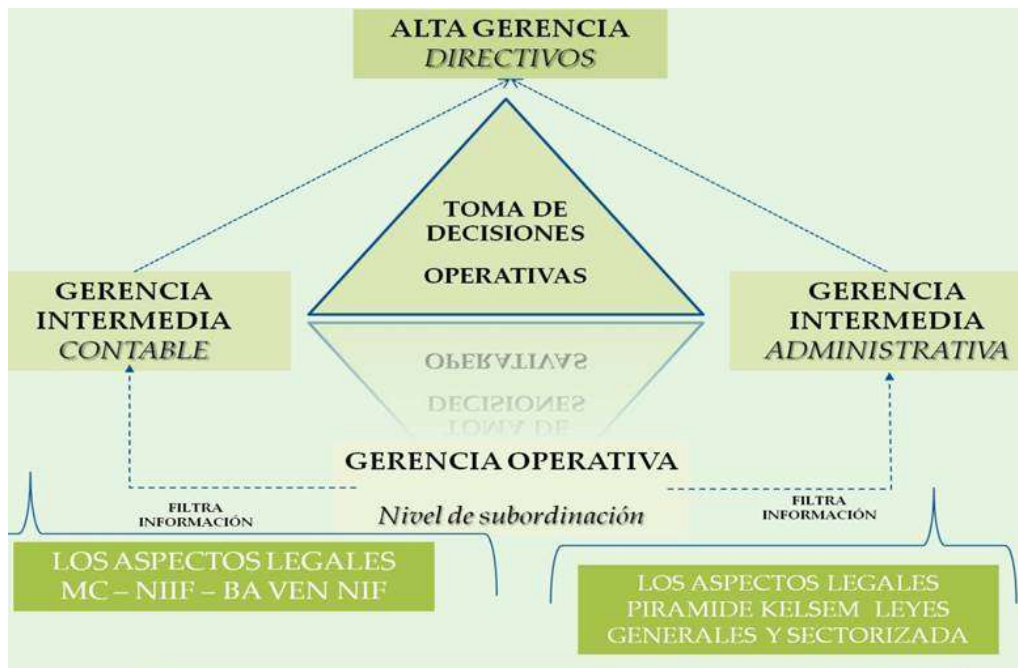 ALTA GERENCIA
DIRECTIVOS
TOMA DE
DECISIONES
OPERATIVAS
GERENCIA
INTERMEDIA
CONTABLE
GERENCIA
INTERMEDIA
ADMINISTRATIVA
OPERATIVAS
DECISIONES
TOMA DE
GERENCIA OPERATIVA
Nivel de subordinación
FILTRA
INFORMACIÓN
FILTRA
INFORMACIÓN
LOS ASPECTOS LEGALES
MC – NIIF – BA VEN NIF
LOS ASPECTOS LEGALES
PIRAMIDE KELSEM LEYES
GENERALES Y SECTORIZADA